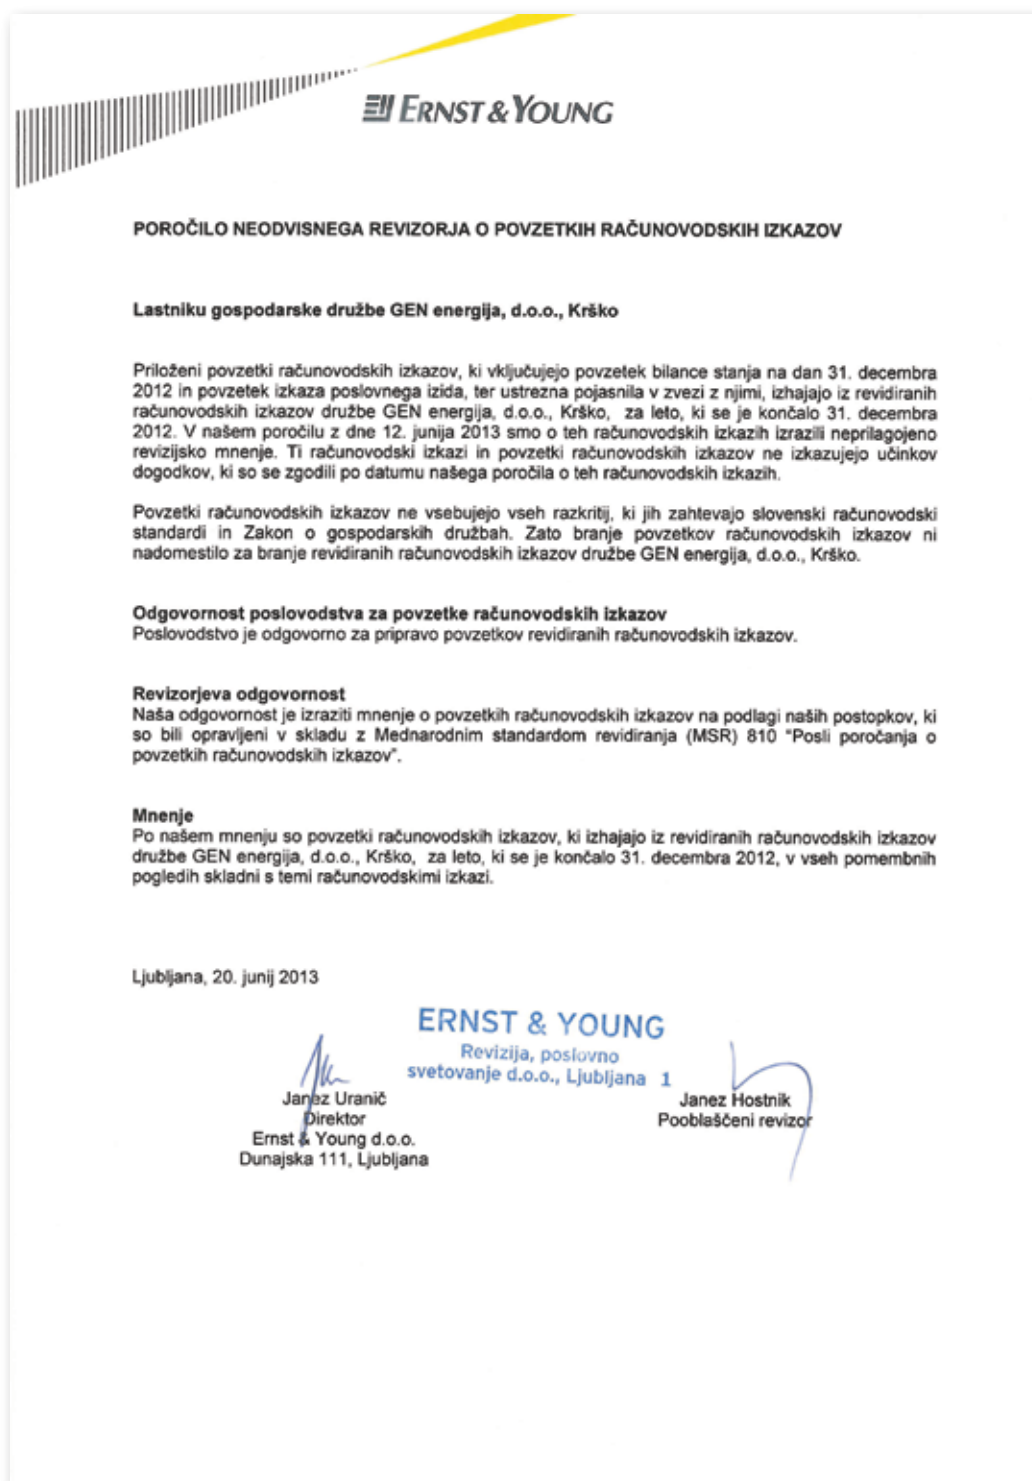 ERNST & YOUNG
POROČILO NEODVISNEGA REVIZORJA O POVZETKIH RAČUNOVODSKIH IZKAZOV
Lastniku gospodarske družbe GEN energija, d.o.o., Krško
Priloženi povzetki računovodskih izkazov, ki vključujejo povzetek bilance stanja na dan 31. decembra
2012 in povzetek izkaza poslovnega izida, ter ustrezna pojasnila v zvezi z njimi, izhajajo iz revidiranih
računovodskih izkazov družbe GEN energija, d.o.o., Krško, za leto, ki se je končalo 31. decembra
2012. V našem poročilu z dne 12. junija 2013 smo o teh računovodskih izkazih izrazili neprilagojeno
revizijsko mnenje. Ti računovodski izkazi in povzetki računovodskih izkazov ne izkazujejo učinkov
dogodkov, ki so se zgodili po datumu našega poročila o teh računovodskih izkazih.
Povzetki računovodskih izkazov ne vsebujejo vseh razkritij, ki jih zahtevajo slovenski računovodski
standardi in Zakon o gospodarskih družbah. Zato branje povzetkov računovodskih izkazov ni
nadomestilo za branje revidiranih računovodskih izkazov družbe GEN energija, d.o.o., Krško.
Odgovornost poslovodstva za povzetke računovodskih izkazov
Poslovodstvo je odgovorno za pripravo povzetkov revidiranih računovodskih izkazov.
Revizorjeva odgovornost
Naša odgovornost je izraziti mnenje o povzetkih računovodskih izkazov na podlagi naših postopkov, ki
so bili opravljeni v skladu z Mednarodnim standardom revidiranja (MSR) 810 "Posli poročanja o
povzetkih računovodskih izkazov".
Mnenje
Po našem mnenju so povzetki računovodskih izkazov, ki izhajajo iz revidiranih računovodskih izkazov
družbe GEN energija, d.o.o., Krško, za leto, ki se je končalo 31. decembra 2012, v vseh pomembnih
pogledih skladni s temi računovodskimi izkazi.
Ljubljana, 20. junij 2013
ERNST & YOUNG
Revizija, poslovno
svetovanje d.o.o., Ljubljana 1
Janez Uranič
Direktor
Ernst & Young d.o.o.
Dunajska 111, Ljubljana
Janez Hostnik
Pooblaščeni revizor